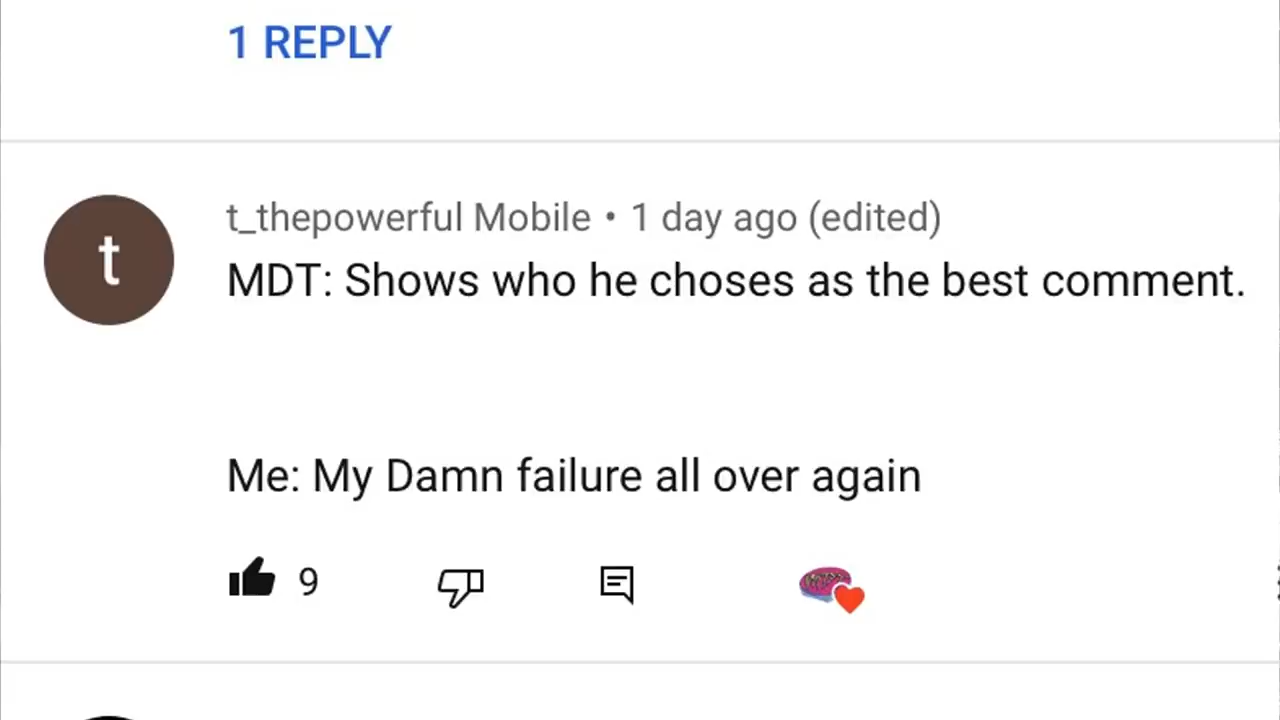 1 REPLY
t
t_thepowerful Mobile • 1 day ago (edited)
MDT: Shows who he choses as the best comment.
Me: My Damn failure all over again
9